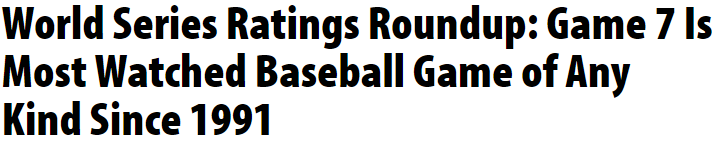 World Series Ratings Roundup: Game 7 Is
Most Watched Baseball Game of Any
Kind Since 1991